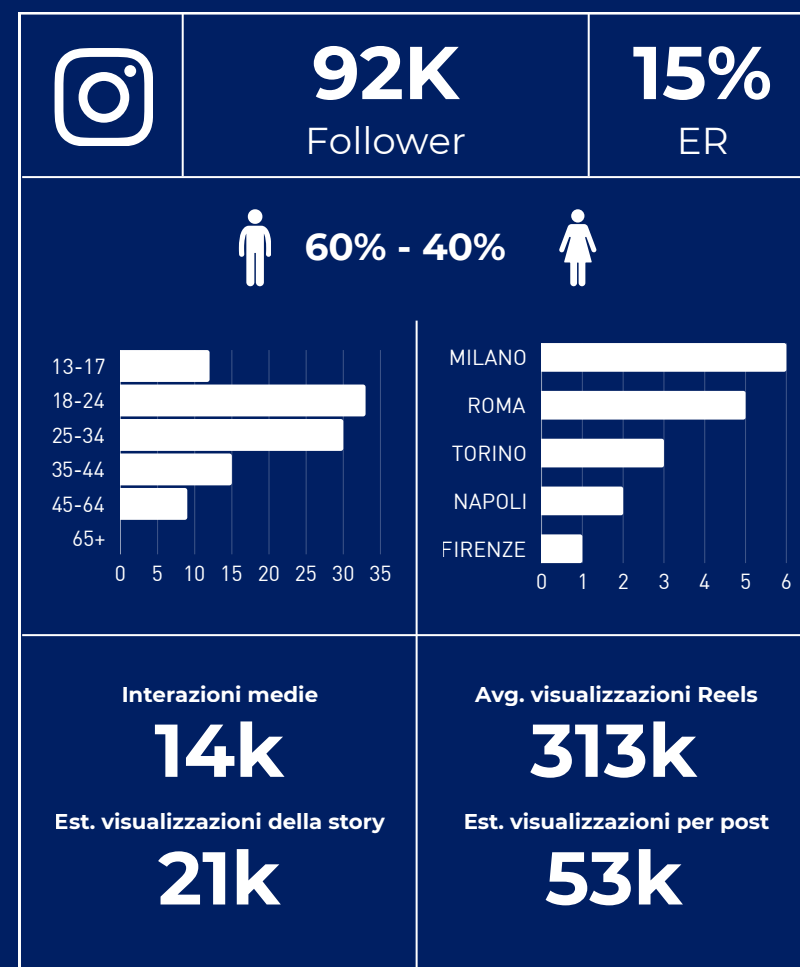 92K
Follower
15%
ER
60% - 40%
13-17
18-24
25-34
35-44
45-64
65+
0 5 10 15 20 25 30 35
MILANO
ROMA
TORINO
NAPOLI
FIRENZE
0 1 2 3 4 5 6
Interazioni medie
14k
Est. visualizzazioni della story
21k
Avg. visualizzazioni Reels
313k
Est. visualizzazioni per post
53k